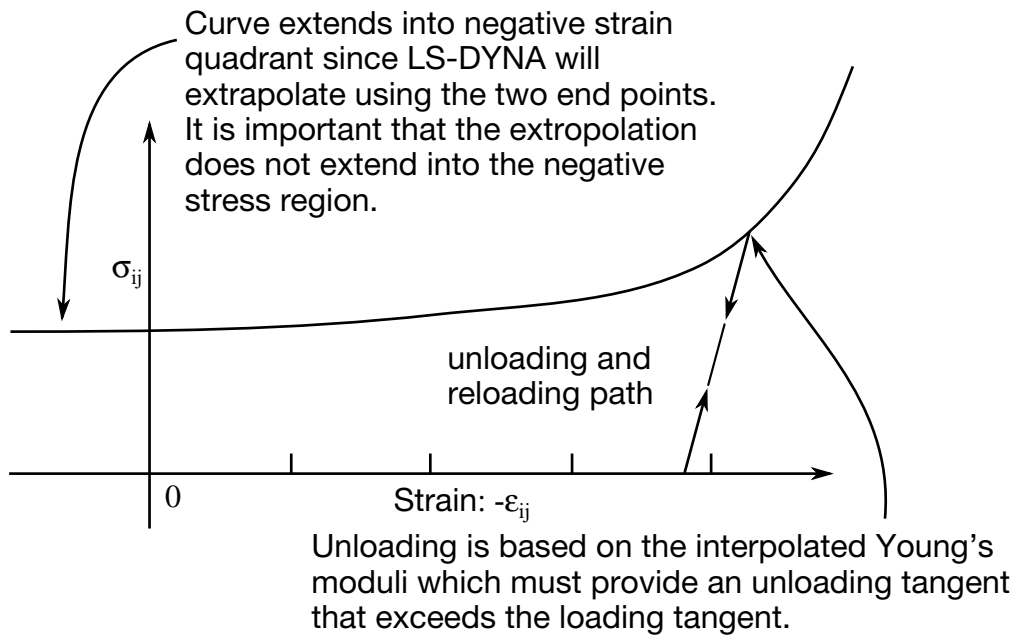 Curve extends into negative strain
quadrant since LS-DYNA will
extrapolate using the two end points.
It is important that the extropolation
does not extend into the negative
stress region.
σij
unloading and
reloading path
0
Strain: -εij
Unloading is based on the interpolated Young's
moduli which must provide an unloading tangent
that exceeds the loading tangent.